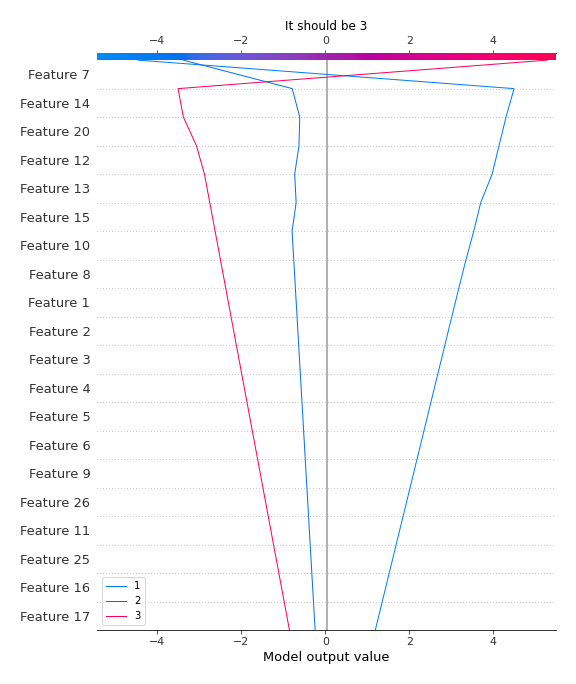 It should be 3
−4 −2 0 2 4
Feature 7
Feature 14
Feature 20
Feature 12
Feature 13
Feature 15
Feature 10
Feature 8
Feature 1
Feature 2
Feature 3
Feature 4
Feature 5
Feature 6
Feature 9
Feature 26
Feature 11
Feature 25
Feature 16
Feature 17
1
2
3
−4 −2 0 2 4
Model output value